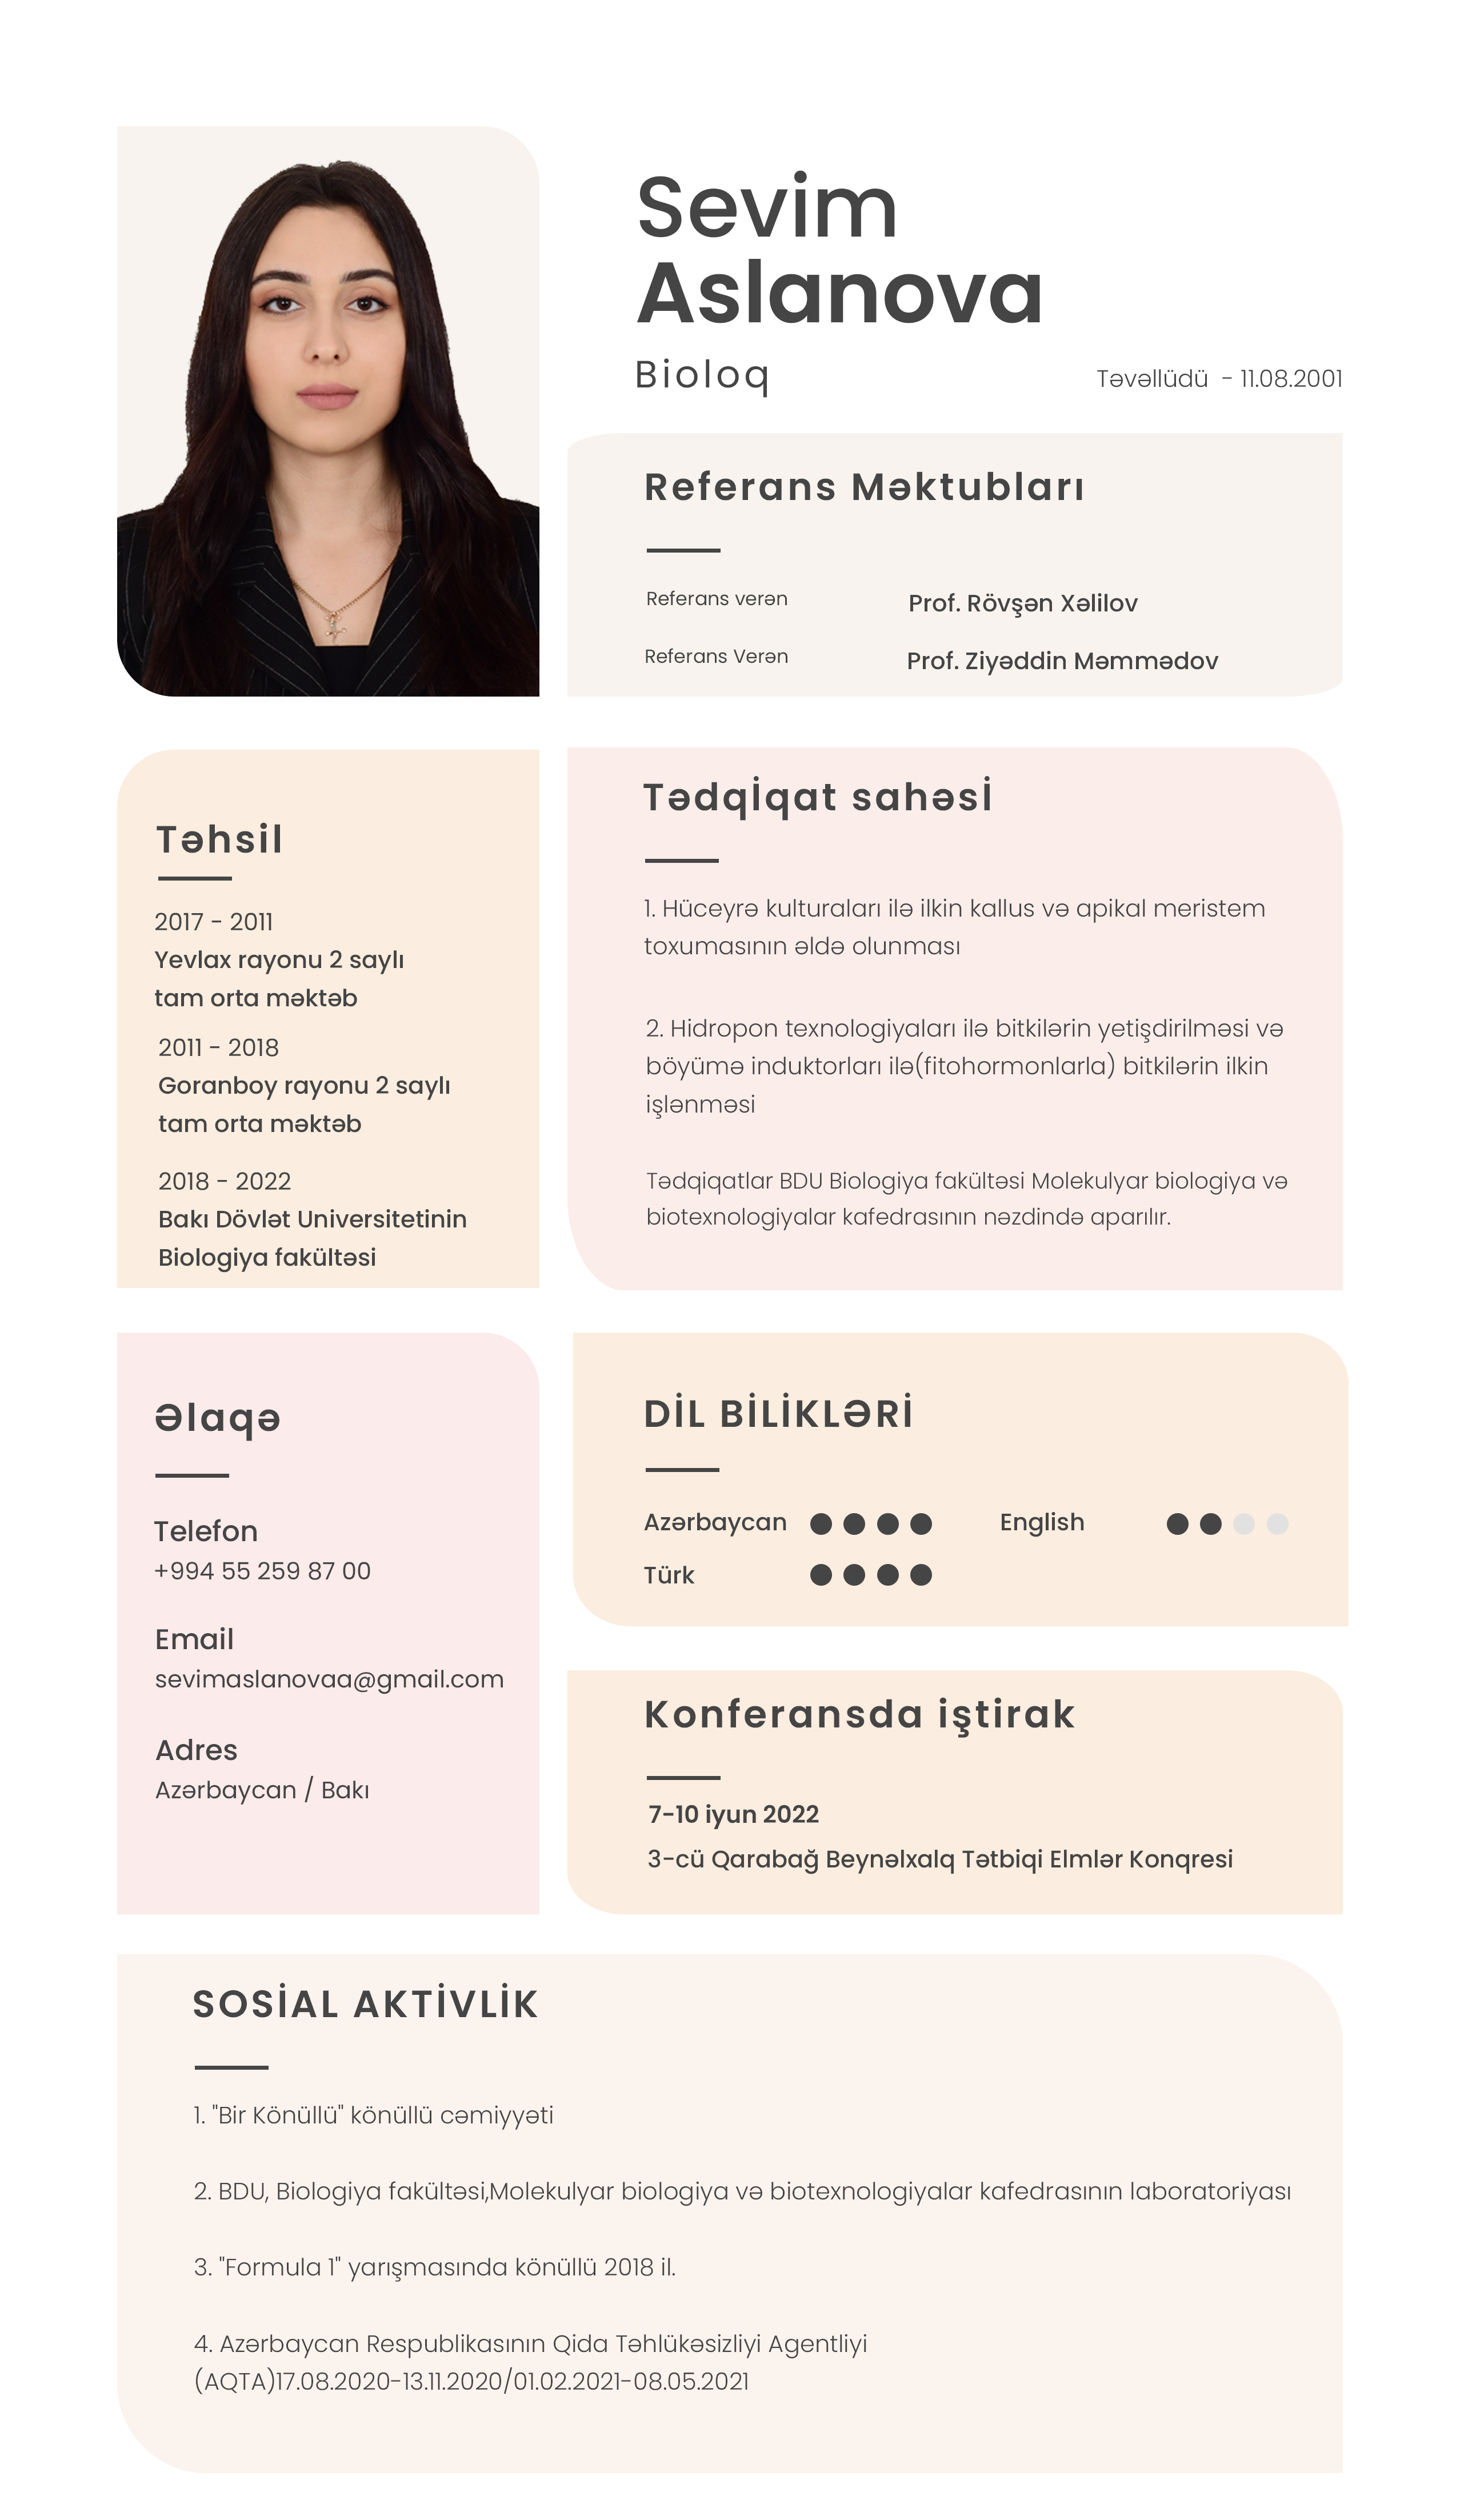 Sevim
Aslanova
Bioloq
Təvəllüdü - 11.08.2001
Referans Məktubları
Referans verən
Prof. Rövşən Xəlilov
Referans Verən
Prof. Ziyəddin Məmmədov
Təhsil
2017 - 2011
Yevlax rayonu 2 saylı
tam orta məktəb
2011 - 2018
Goranboy rayonu 2 saylı
tam orta məktəb
2018 - 2022
Bakı Dövlət Universitetinin
Biologiya fakültəsi
Tədqİqat sahəsİ
1. Hüceyrə kulturaları ilə ilkin kallus və apikal meristem
toxumasının əldə olunması
2. Hidropon texnologiyaları ilə bitkilərin yetişdirilməsi və
böyümə induktorları ilə(fitohormonlarla) bitkilərin ilkin
işlənməsi
Tədqiqatlar BDU Biologiya fakültəsi Molekulyar biologiya və
biotexnologiyalar kafedrasının nəzdində aparılır.
Əlaqə
Telefon
+994 55 259 87 00
Email
sevimaslanovaa@gmail.com
Adres
Azərbaycan / Bakı
DİL BİLİKLƏRİ
Azərbaycan
English
Türk
Konferansda iştirak
7-10 iyun 2022
3-cü Qarabağ Beynəlxalq Tətbiqi Elmlər Konqresi
SOSİAL AKTİVLİK
1. "Bir Könüllü" könüllü cəmiyyəti
2. BDU, Biologiya fakültəsi,Molekulyar biologiya və biotexnologiyalar kafedrasının laboratoriyası
3. "Formula 1" yarışmasında könüllü 2018 il.
4. Azərbaycan Respublikasının Qida Təhlükəsizliyi Agentliyi
(AQTA)17.08.2020-13.11.2020/01.02.2021-08.05.2021